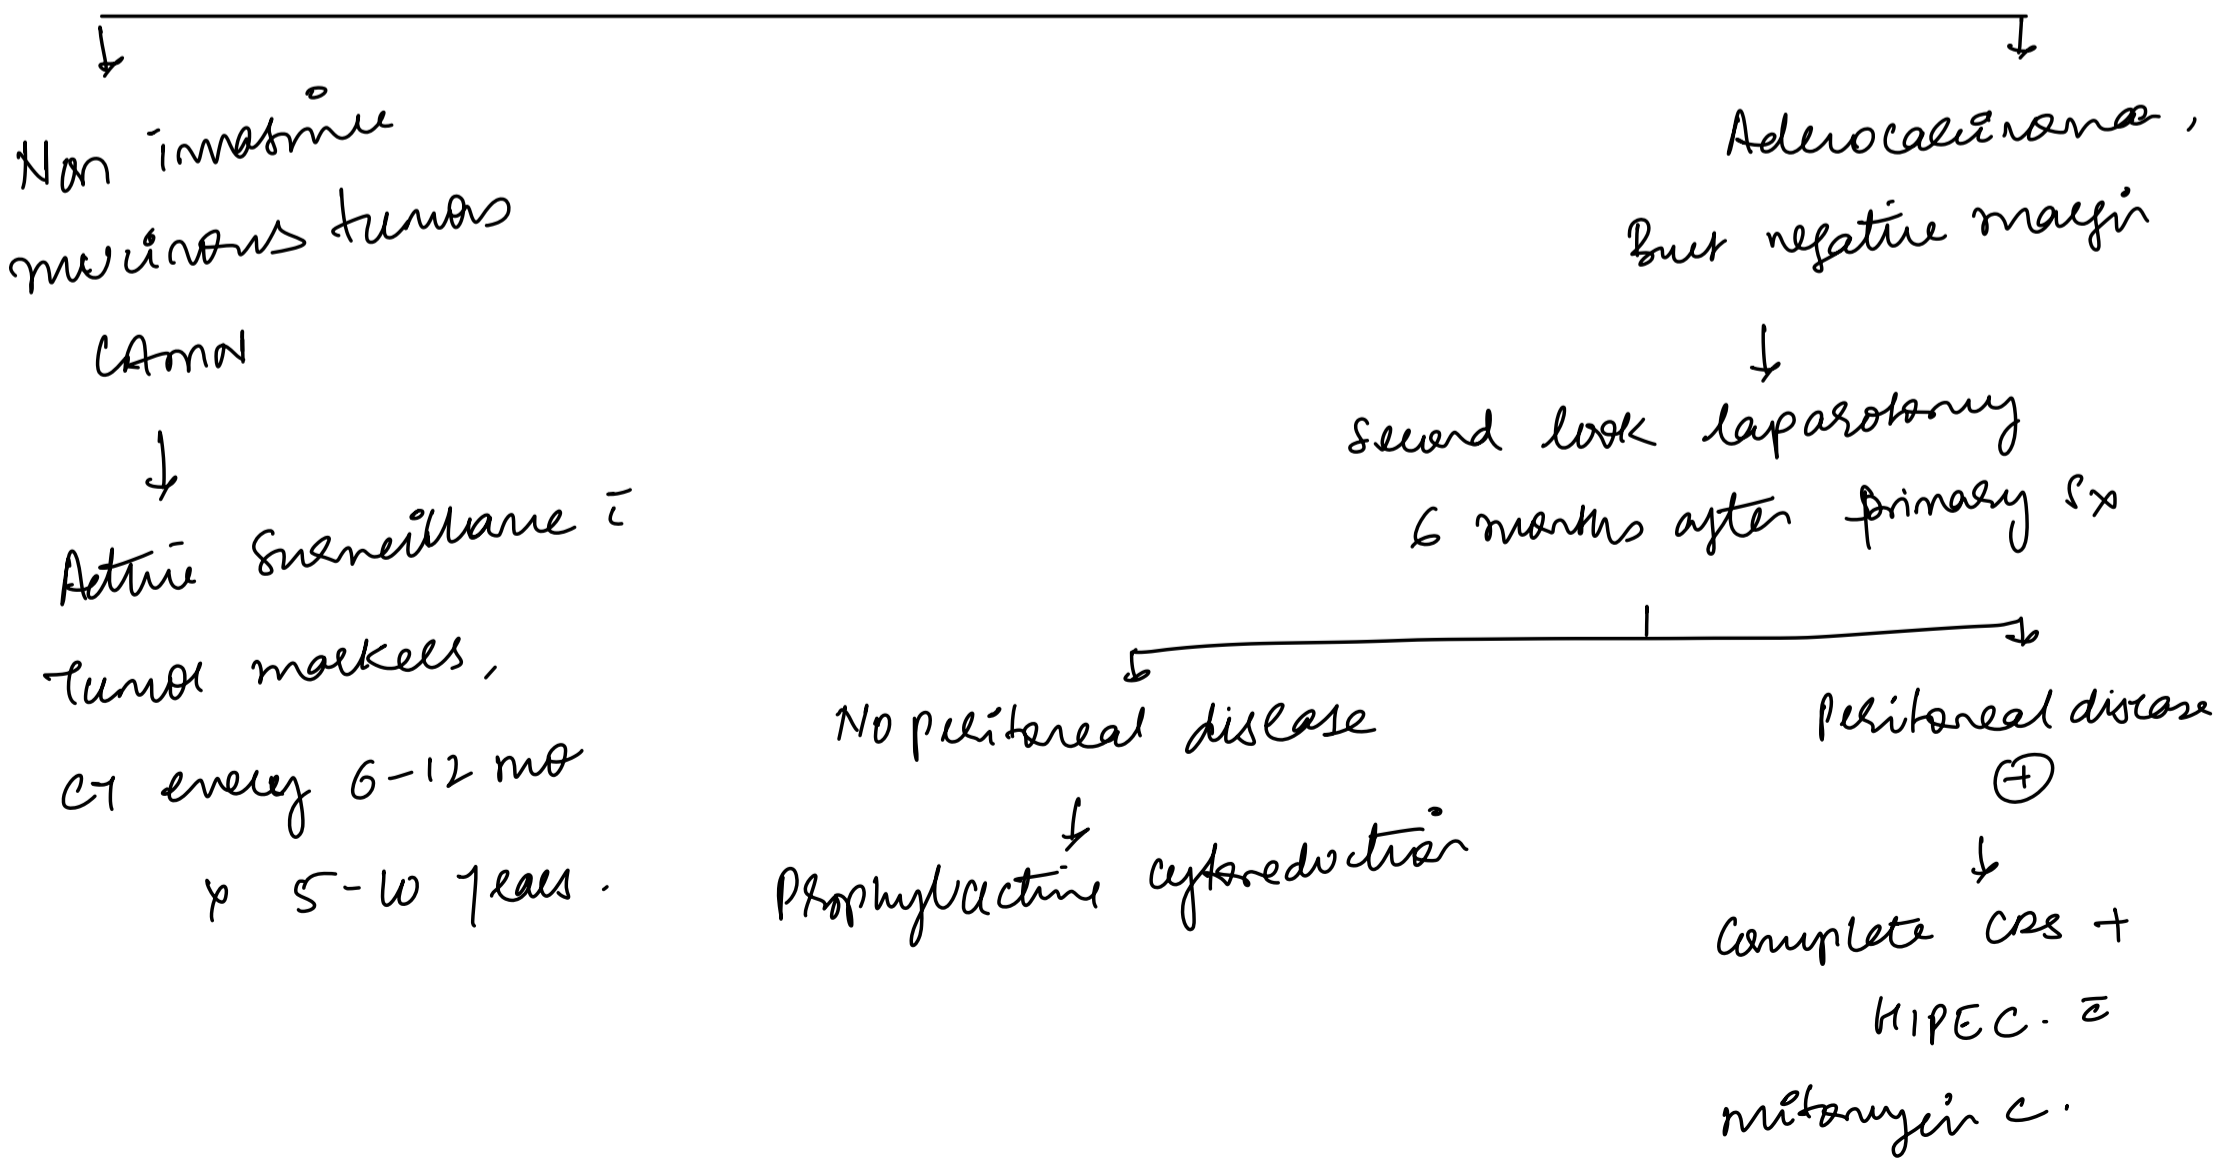 Non invasive
mucinous tumors
LAMN
Active Surveillance c̄
Tumor markers,
CT every 6-12 mo
x 5-10 years.
Adenocarcinoma,
But negative margin
Second look laparotomy
6 months after primary Sx
No peritoneal disease
Prophylactic cytoreduction
Peritoneal disease
(+)
Complete CRS +
HIPEC. c̄
mitomycin C.